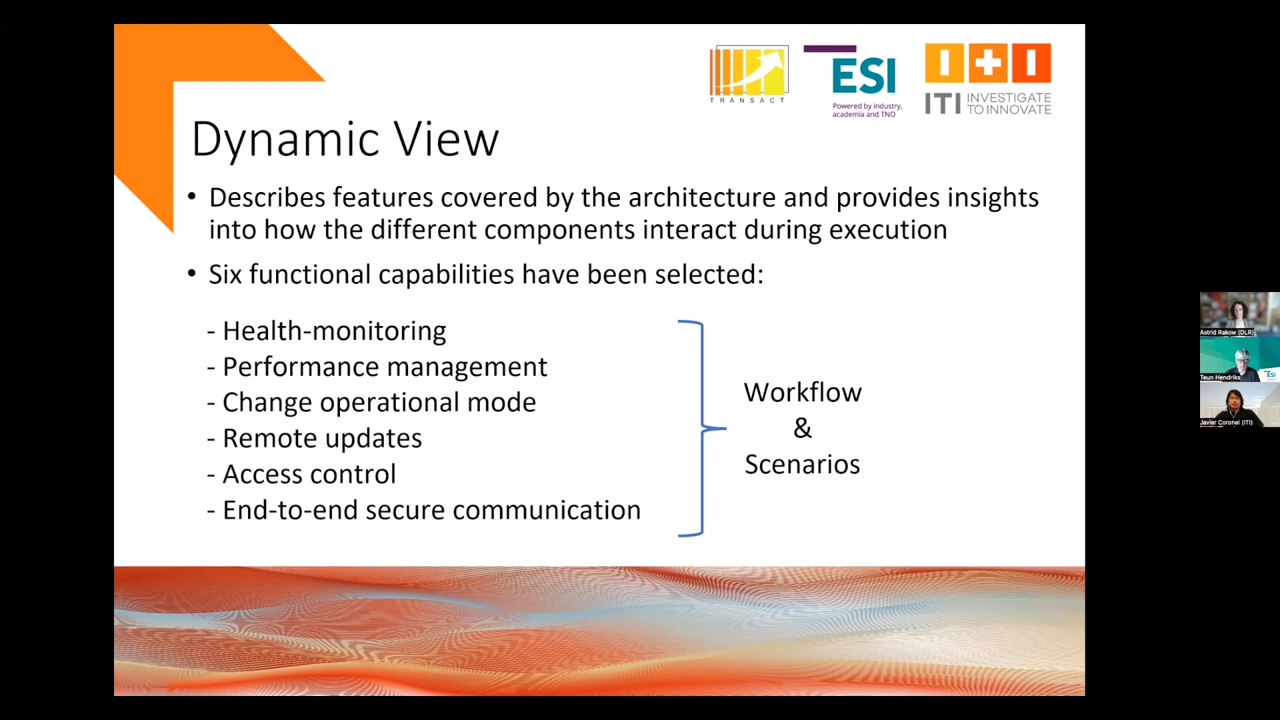 TRANSACT
ESI
Powered by industry,
academia and TNO
ITI INVESTIGATE
TO INNOVATE
Dynamic View
• Describes features covered by the architecture and provides insights
into how the different components interact during execution
• Six functional capabilities have been selected:
- Health-monitoring
- Performance management
- Change operational mode
- Remote updates
- Access control
- End-to-end secure communication
Workflow
&
Scenarios
Astrid Rakow (DLR)
Teun Hendriks
ESI
Javier Coronel (ITI)